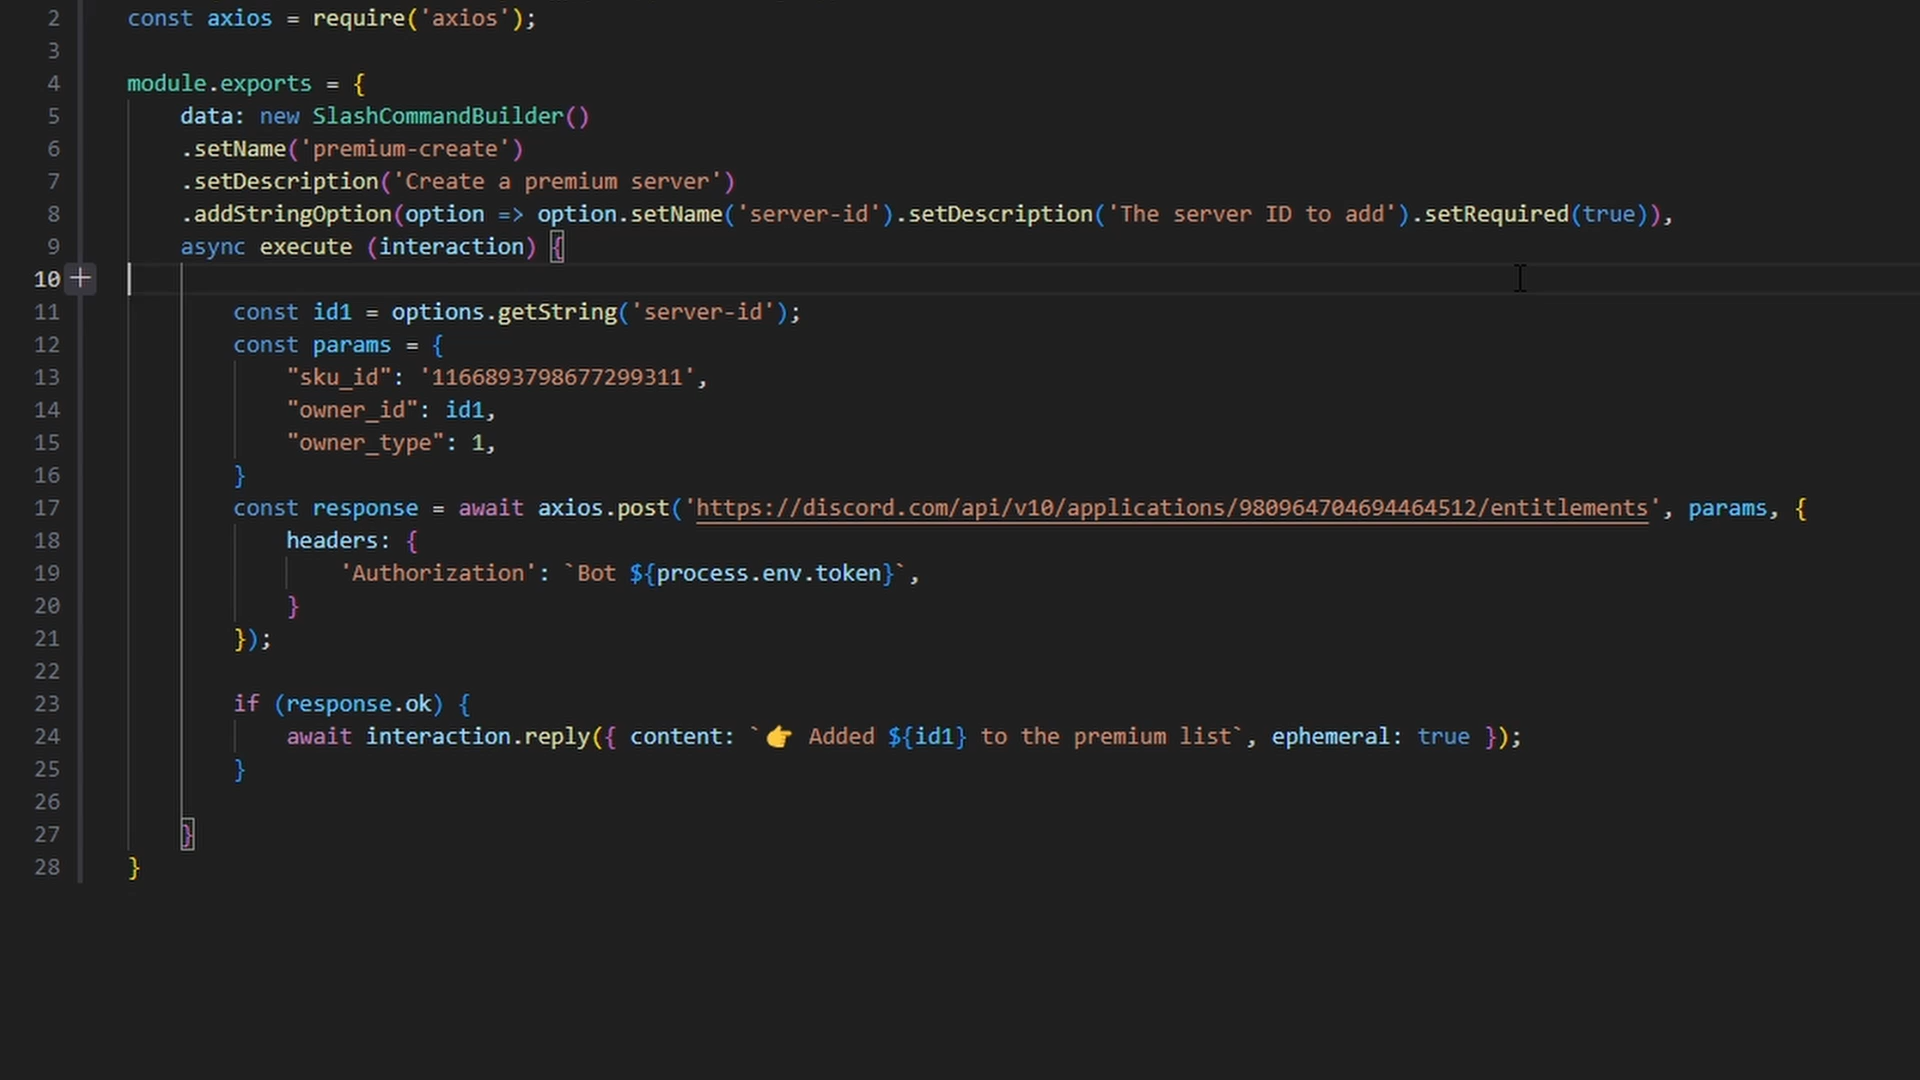 2 const axios = require('axios');
3
4 module.exports = {
5 data: new SlashCommandBuilder()
6 .setName('premium-create')
7 .setDescription('Create a premium server')
8 .addStringOption(option => option.setName('server-id').setDescription('The server ID to add').setRequired(true)),
9 async execute (interaction) {
10
11 const id1 = options.getString('server-id');
12 const params = {
13 "sku_id": '1166893798677299311',
14 "owner_id": id1,
15 "owner_type": 1,
16 }
17 const response = await axios.post('https://discord.com/api/v10/applications/980964704694464512/entitlements', params, {
18 headers: {
19 'Authorization': `Bot ${process.env.token}`,
20 }
21 });
22
23 if (response.ok) {
24 await interaction.reply({ content: `👉 Added ${id1} to the premium list`, ephemeral: true });
25 }
26
27 }
28 }